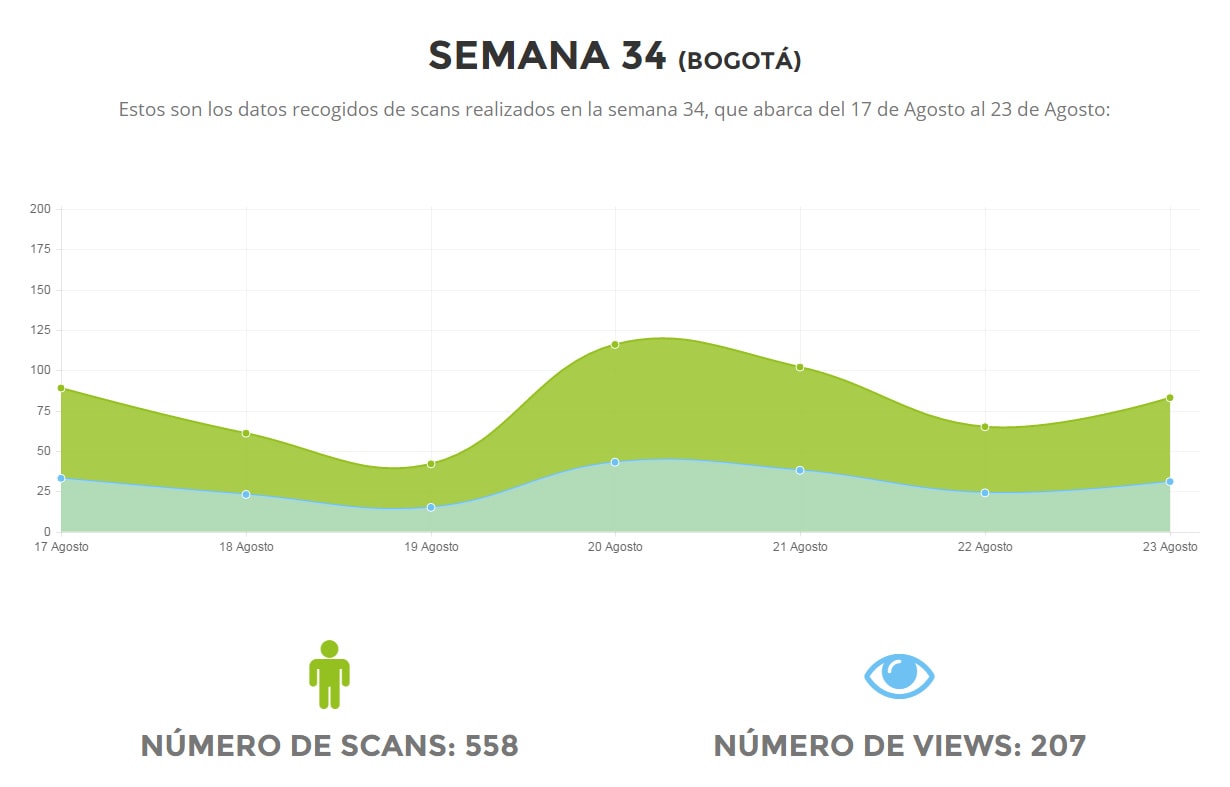 SEMANA 34 (BOGOTÁ)
Estos son los datos recogidos de scans realizados en la semana 34, que abarca del 17 de Agosto al 23 de Agosto:
200
175
150
125
100
75
50
25
0
17 Agosto 18 Agosto 19 Agosto 20 Agosto 21 Agosto 22 Agosto 23 Agosto
NÚMERO DE SCANS: 558 NÚMERO DE VIEWS: 207